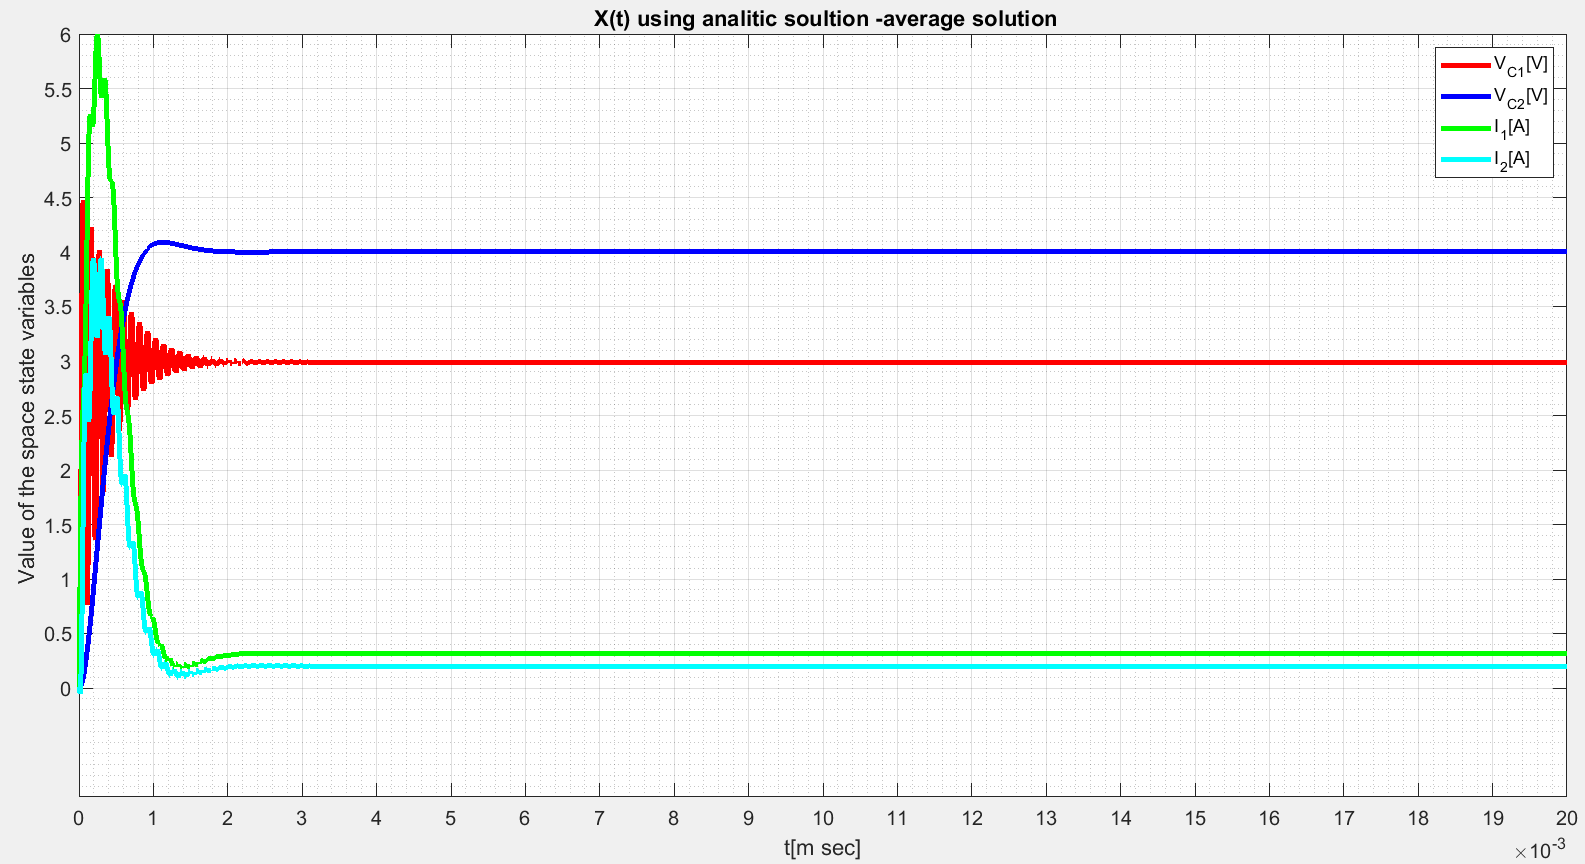 X(t) using analitic soultion -average solution
V_C1[V]
V_C2[V]
I_1[A]
I_2[A]
Value of the space state variables
6
5.5
5
4.5
4
3.5
3
2.5
2
1.5
1
0.5
0
0 1 2 3 4 5 6 7 8 9 10 11 12 13 14 15 16 17 18 19 20
t[m sec]
×10^-3